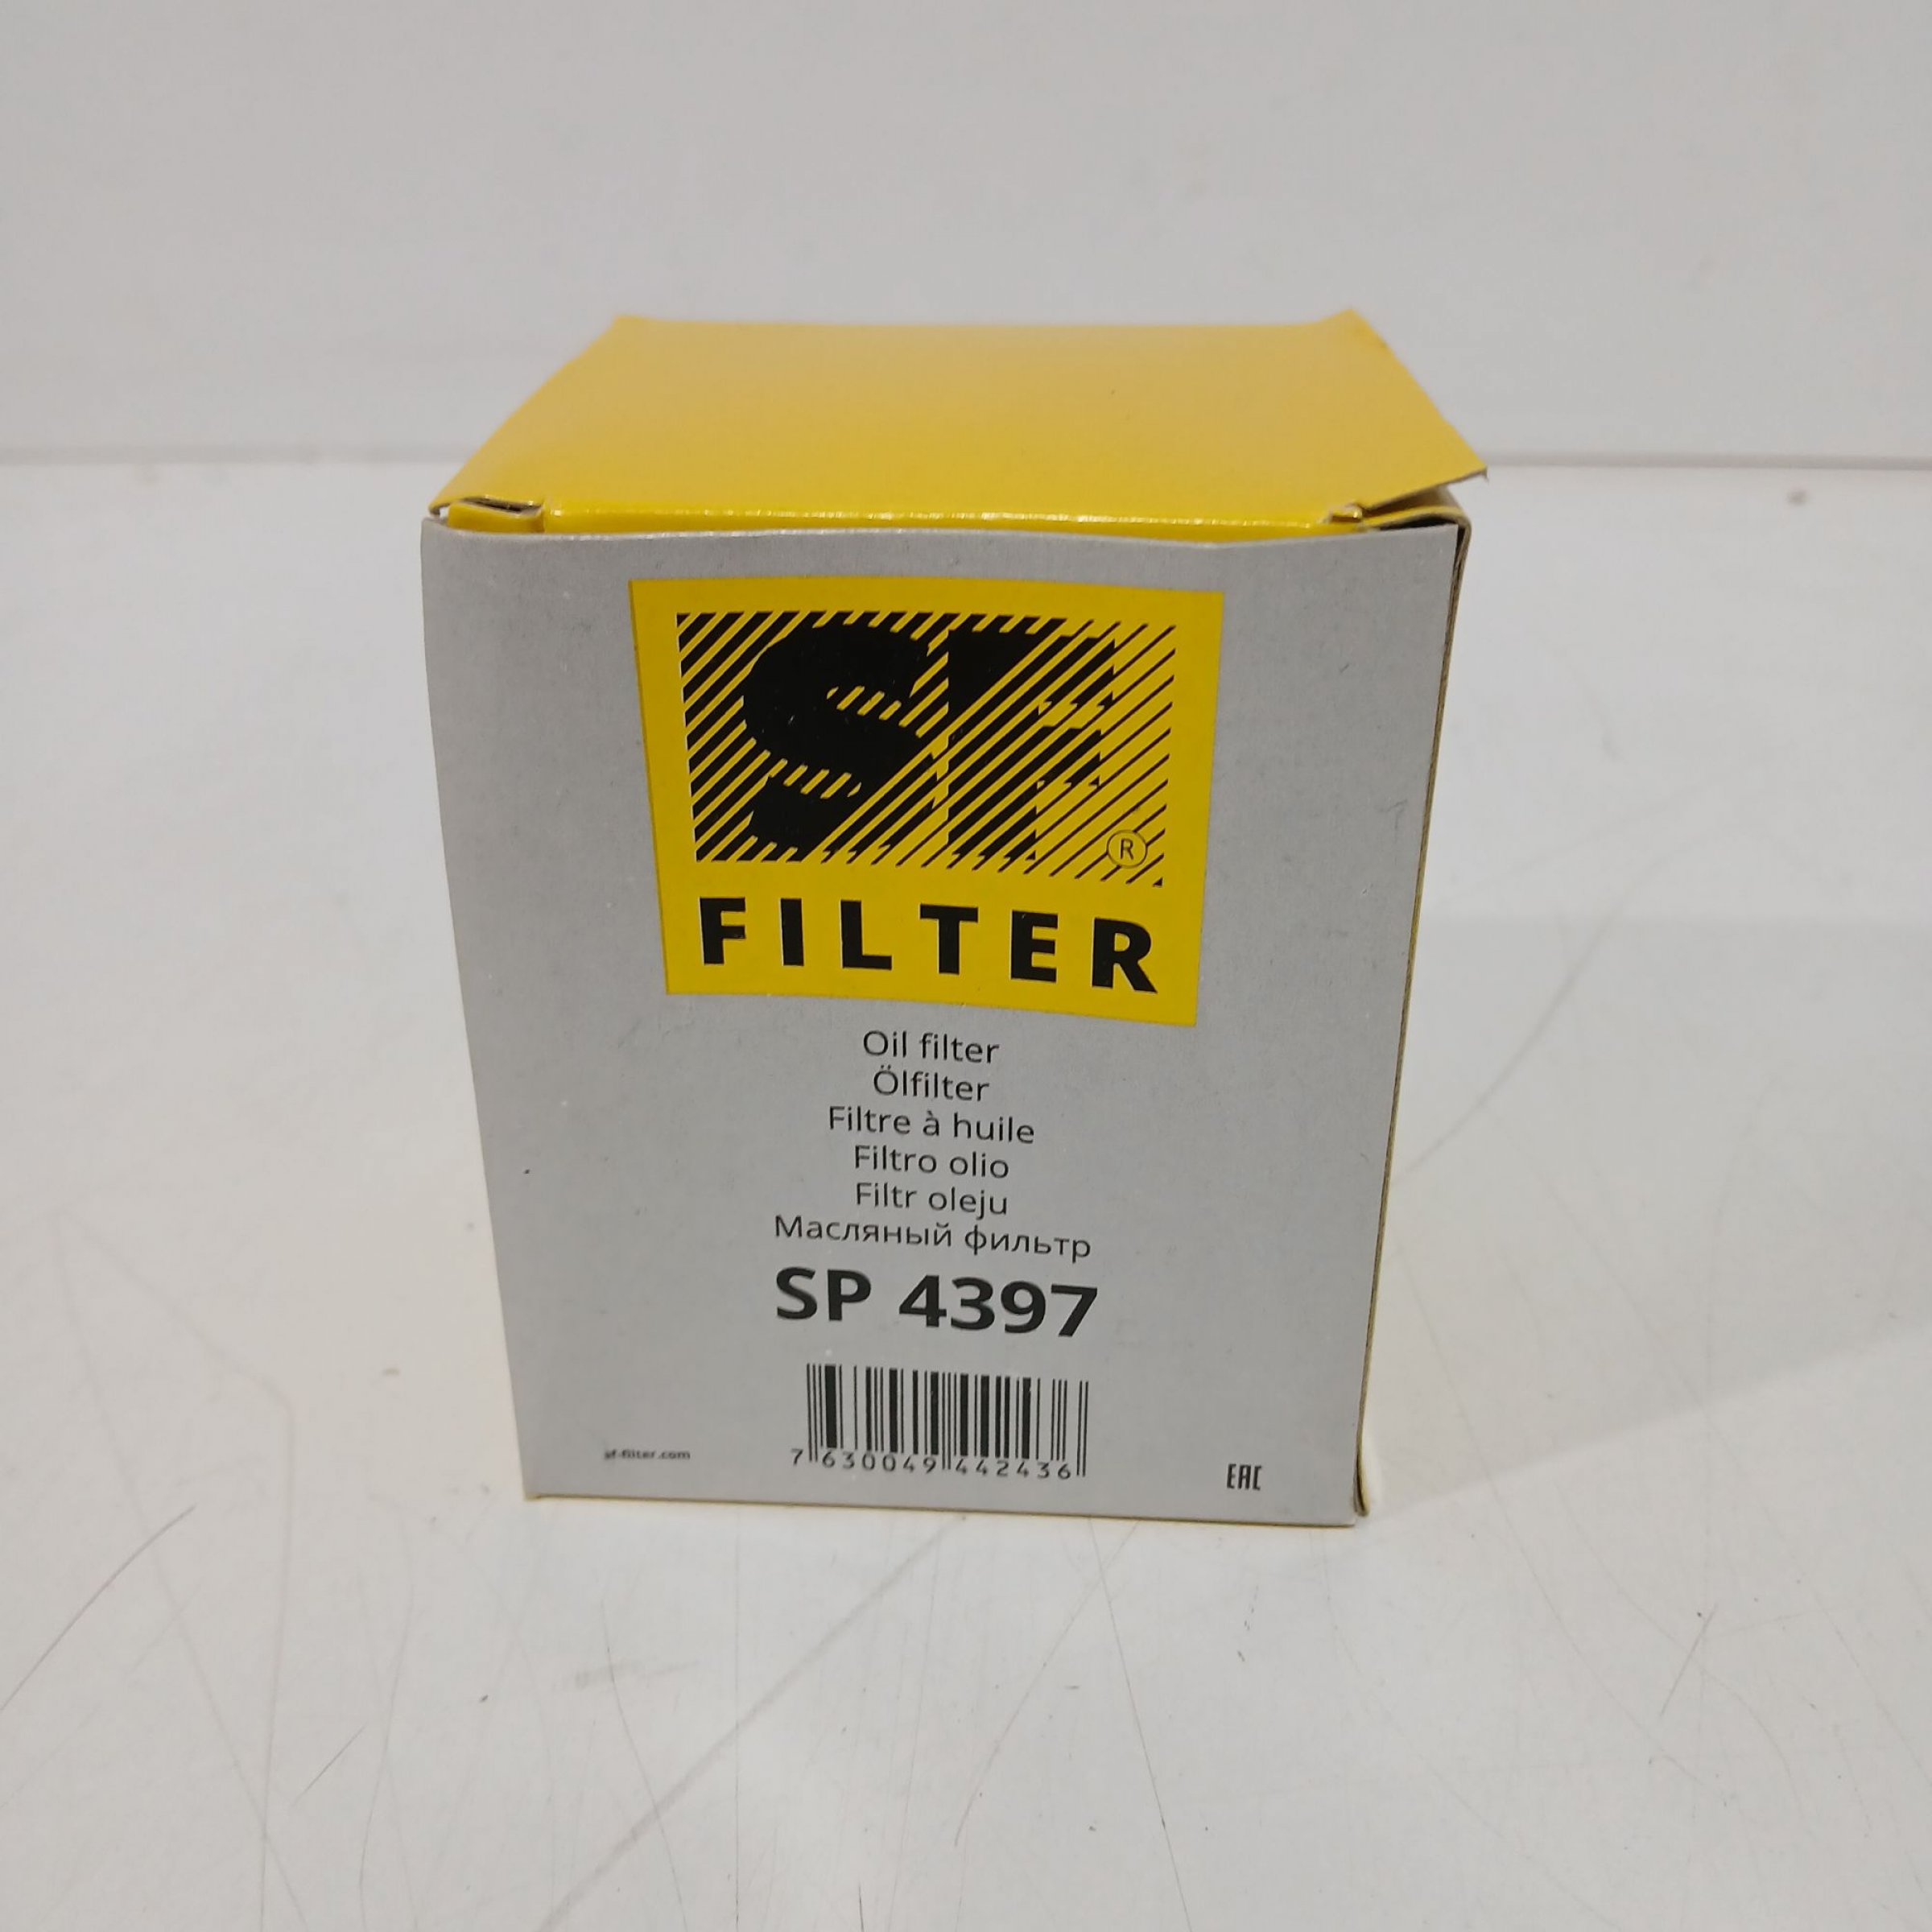 SF
®
FILTER
Oil filter
Ölfilter
Filtre à huile
Filtro olio
Filtr oleju
Масляный фильтр
SP 4397
7 630049 442436
sf-filter.com
EAC